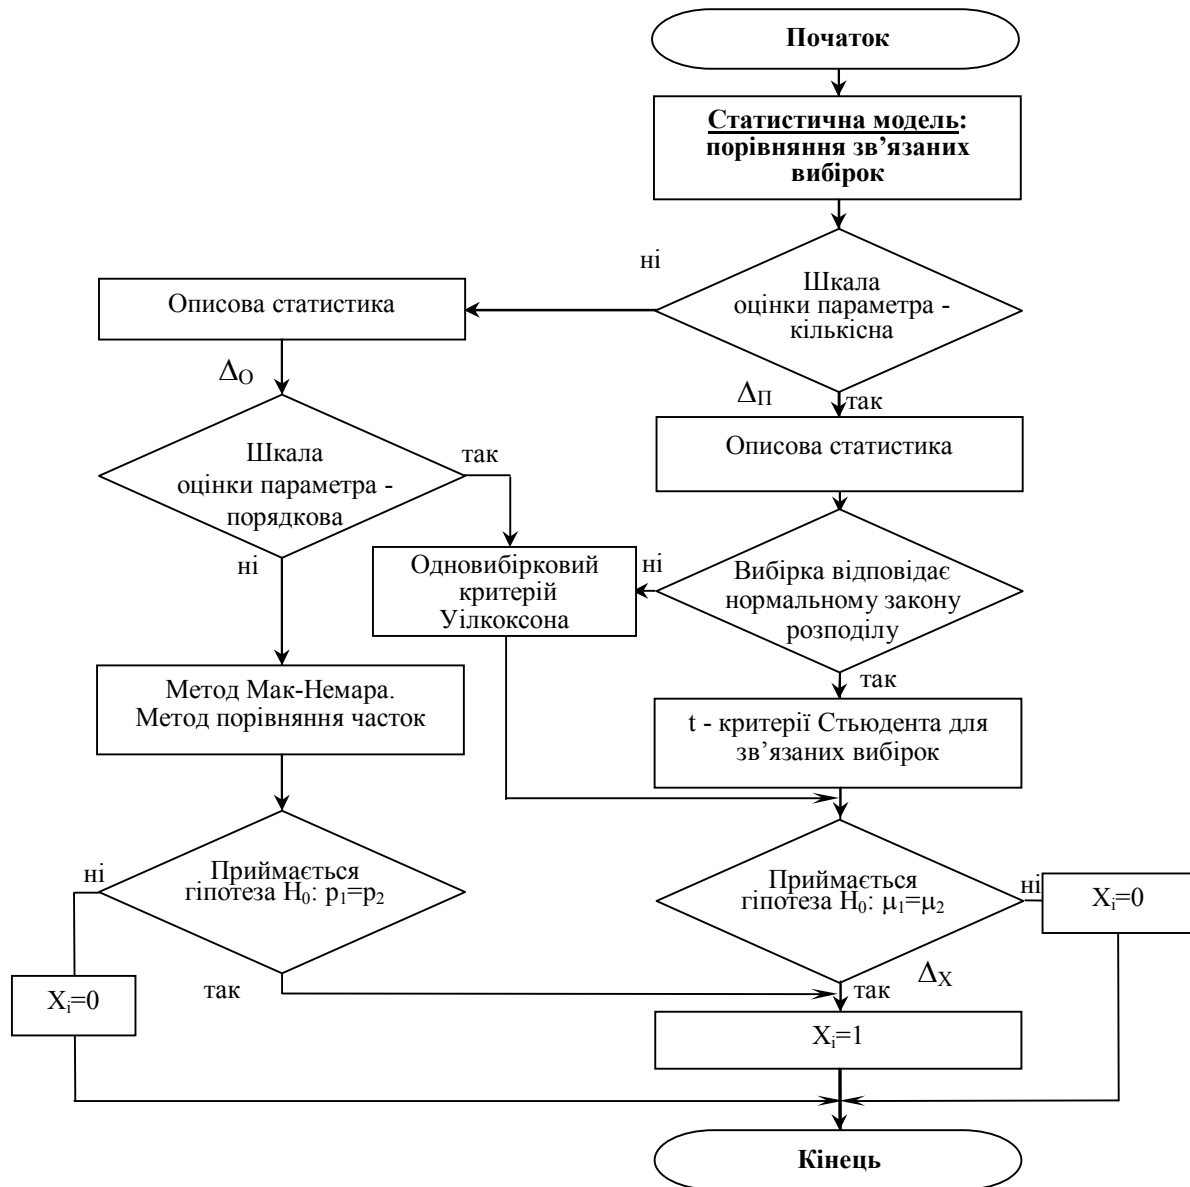 Початок
Статистична модель:
порівняння зв’язаних
вибірок
ні
Шкала
оцінки параметра -
кількісна
Описова статистика
Δ_О
Δ_П
так
Описова статистика
Шкала
оцінки параметра -
порядкова
так
ні
Одновибірковий
критерій
Уілкоксона
ні
Вибірка відповідає
нормальному закону
розподілу
так
Метод Мак-Немара.
Метод порівняння часток
t - критерії Стьюдента для
зв’язаних вибірок
ні
Приймається
гіпотеза H₀: p₁=p₂
Приймається
гіпотеза H₀: μ₁=μ₂
ні
Xᵢ=0
Xᵢ=0
так
Δ_X
так
Xᵢ=1
Кінець